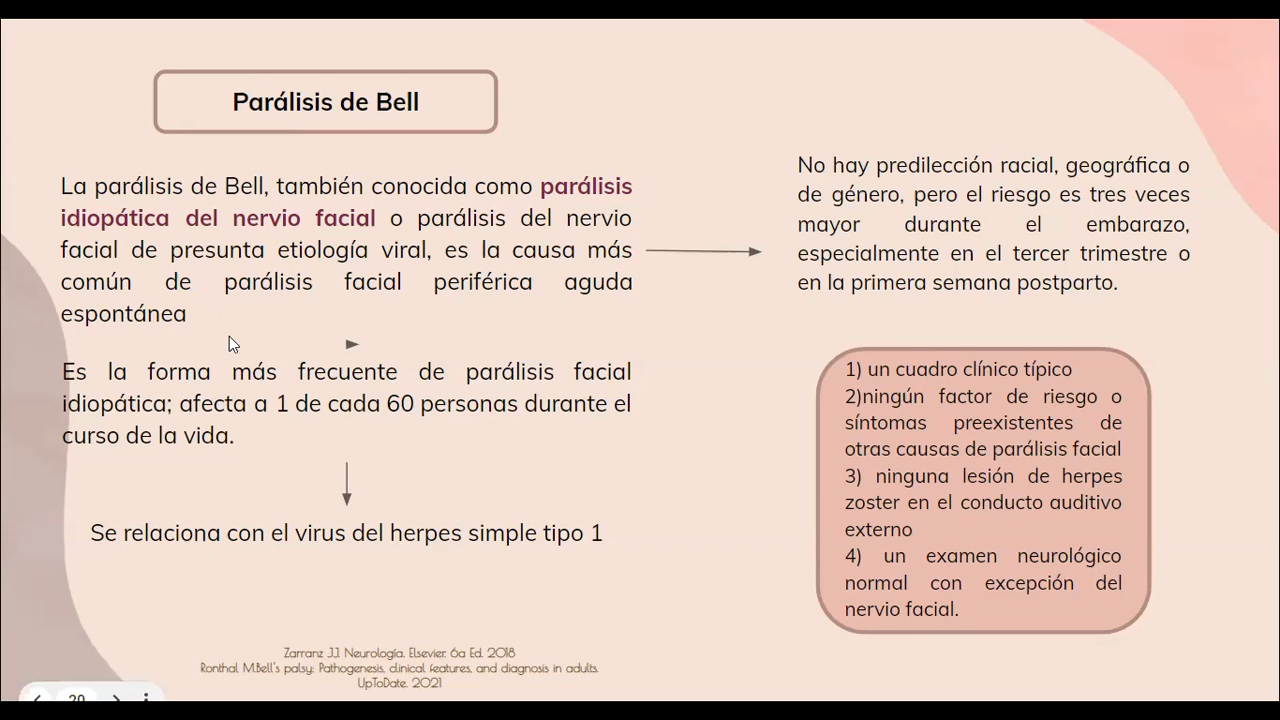 Parálisis de Bell
La parálisis de Bell, también conocida como parálisis
idiopática del nervio facial o parálisis del nervio
facial de presunta etiología viral, es la causa más
común de parálisis facial periférica aguda
espontánea
Es la forma más frecuente de parálisis facial
idiopática; afecta a 1 de cada 60 personas durante el
curso de la vida.
Se relaciona con el virus del herpes simple tipo 1
No hay predilección racial, geográfica o
de género, pero el riesgo es tres veces
mayor durante el embarazo,
especialmente en el tercer trimestre o
en la primera semana postparto.
1) un cuadro clínico típico
2)ningún factor de riesgo o
síntomas preexistentes de
otras causas de parálisis facial
3) ninguna lesión de herpes
zoster en el conducto auditivo
externo
4) un examen neurológico
normal con excepción del
nervio facial.
Zarranz J.J. Neurología. Elsevier. 6a Ed. 2018
Ronthal M.Bell's palsy: Pathogenesis, clinical features, and diagnosis in adults.
UpToDate. 2021
20